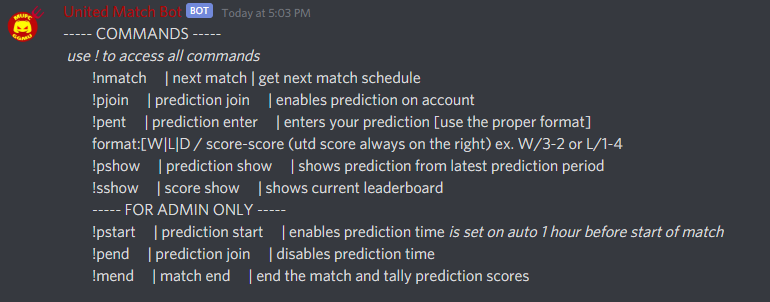 United Match Bot BOT Today at 5:03 PM
----- COMMANDS -----
use ! to access all commands
!nmatch | next match | get next match schedule
!pjoin | prediction join | enables prediction on account
!pent | prediction enter | enters your prediction [use the proper format]
format:[W|L|D / score-score (utd score always on the right) ex. W/3-2 or L/1-4
!pshow | prediction show | shows prediction from latest prediction period
!sshow | score show | shows current leaderboard
----- FOR ADMIN ONLY -----
!pstart | prediction start | enables prediction time is set on auto 1 hour before start of match
!pend | prediction join | disables prediction time
!mend | match end | end the match and tally prediction scores